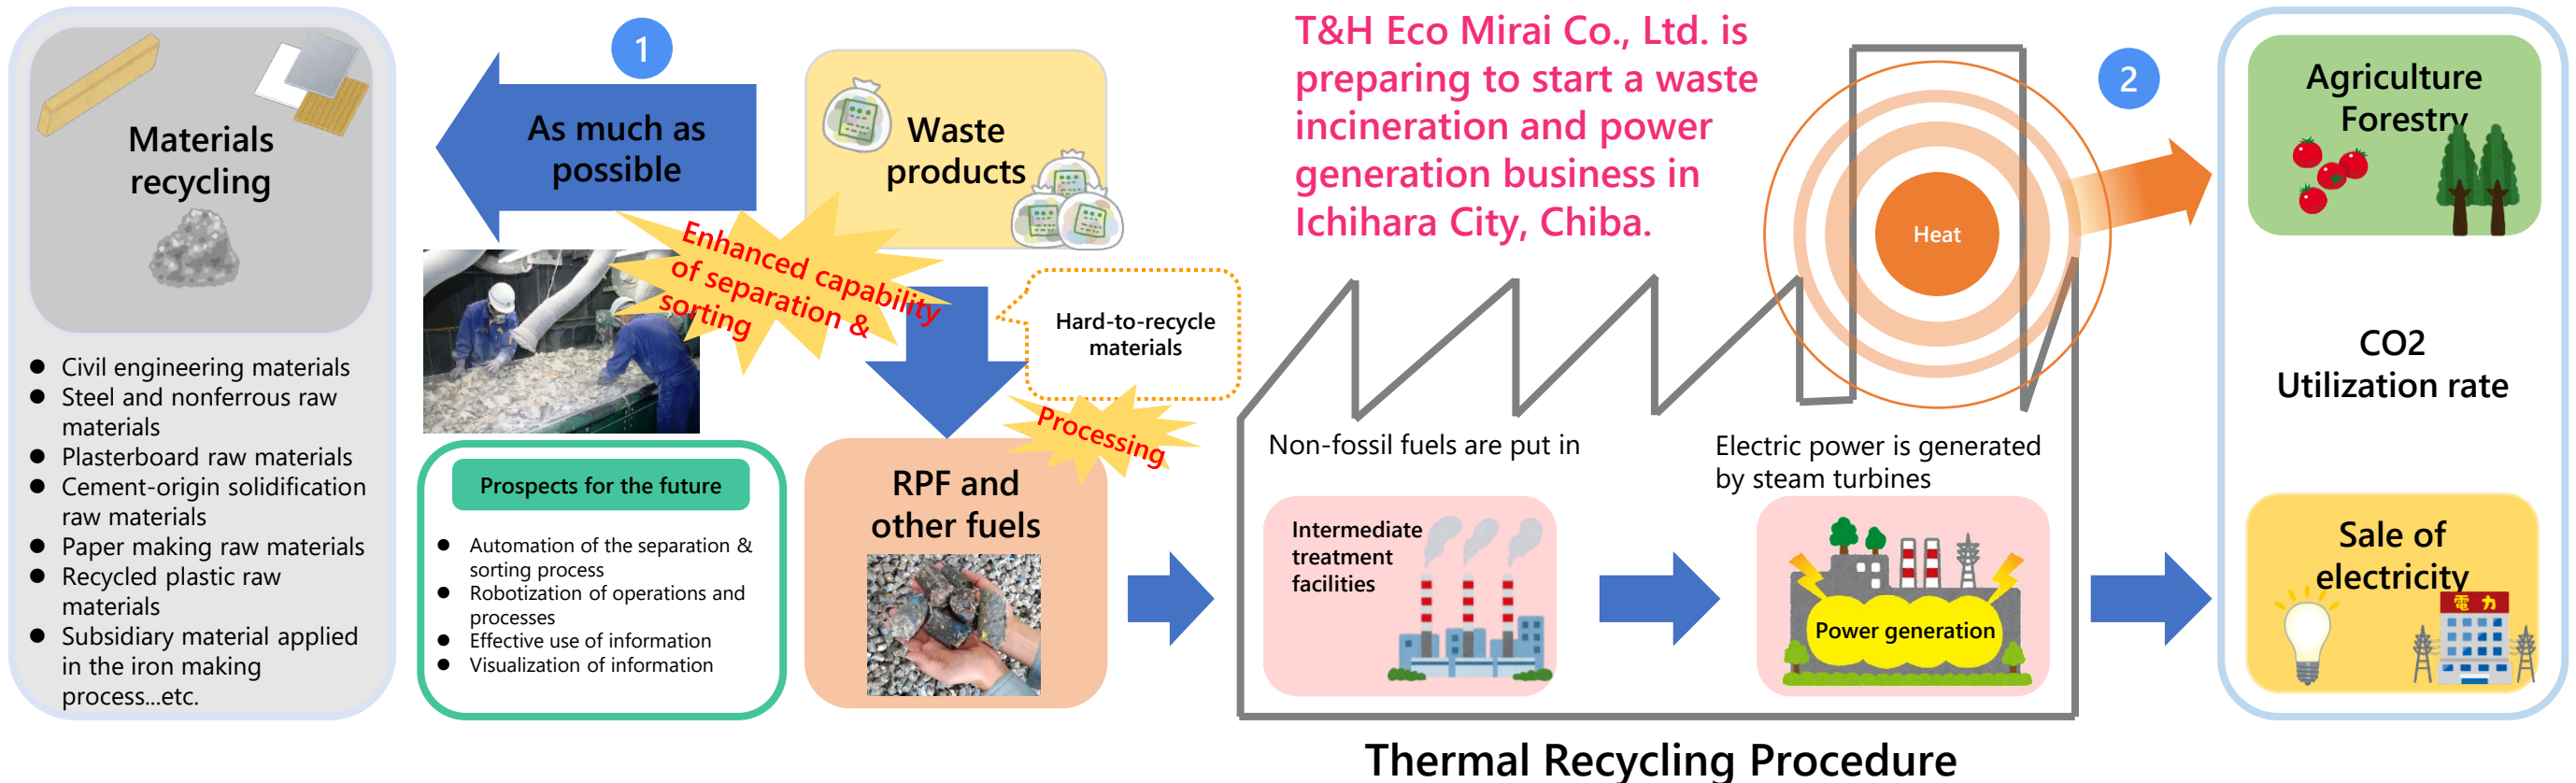 Materials
recycling
● Civil engineering materials
● Steel and nonferrous raw
materials
● Plasterboard raw materials
● Cement-origin solidification
raw materials
● Paper making raw materials
● Recycled plastic raw
materials
● Subsidiary material applied
in the iron making
process...etc.
1
As much as
possible
Waste
products
Enhanced capability
of separation &
sorting
Hard-to-recycle
materials
Processing
Prospects for the future
● Automation of the separation &
sorting process
● Robotization of operations and
processes
● Effective use of information
● Visualization of information
RPF and
other fuels
T&H Eco Mirai Co., Ltd. is
preparing to start a waste
incineration and power
generation business in
Ichihara City, Chiba.
Heat
2
Non-fossil fuels are put in
Electric power is generated
by steam turbines
Intermediate
treatment
facilities
Power generation
Agriculture
Forestry
CO2
Utilization rate
Sale of
electricity
電力
Thermal Recycling Procedure